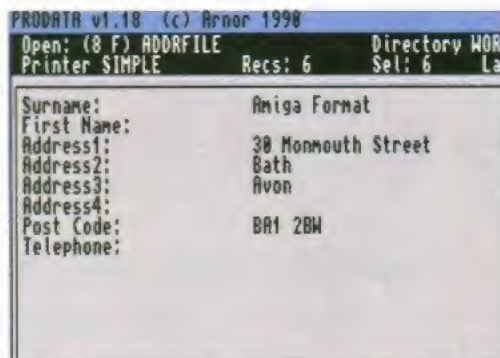 PRODATA v1.18 (c) Arnor 1990
Open: (8 F) ADDRFILE Directory WOR
Printer SIMPLE Recs: 6 Sel: 6 La
Surname: Amiga Format
First Name:
Address1: 30 Monmouth Street
Address2: Bath
Address3: Avon
Address4:
Post Code: BA1 2BW
Telephone: